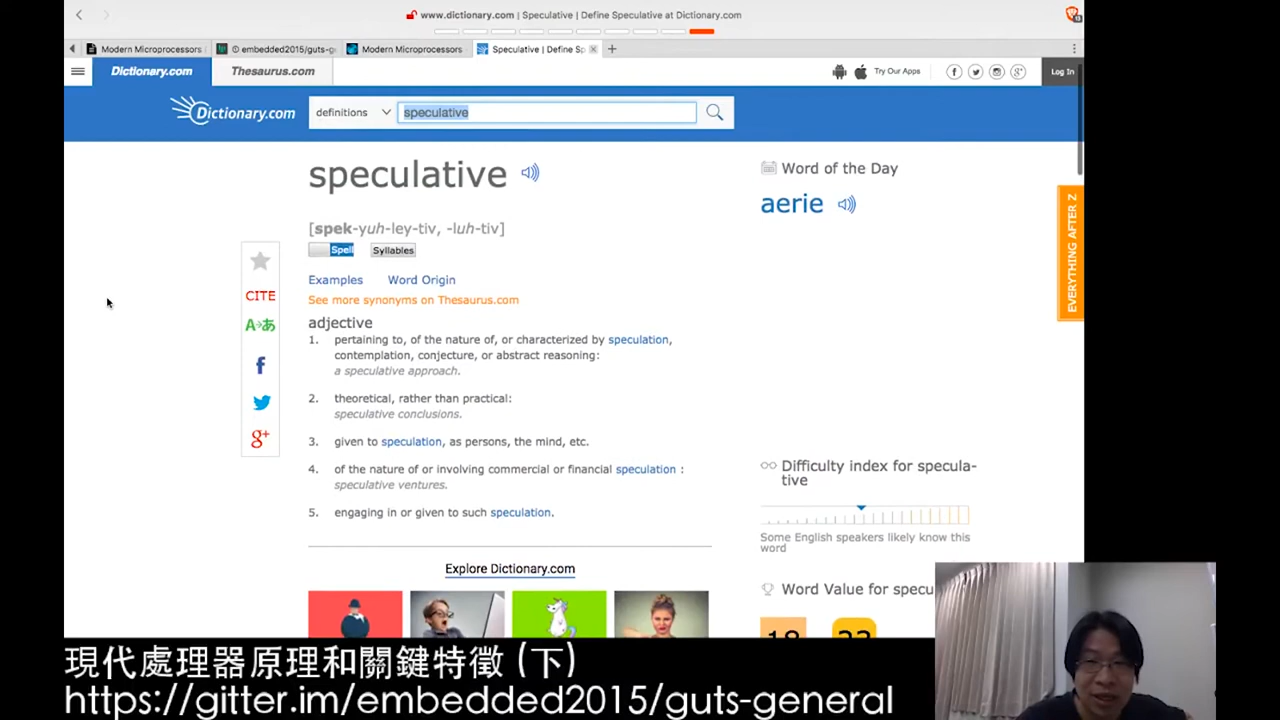 www.dictionary.com | Speculative | Define Speculative at Dictionary.com
Modern Microprocessors
© embedded2015/guts-g
Modern Microprocessors
Speculative | Define Sp
Dictionary.com
Thesaurus.com
Try Our Apps
Log In
Dictionary.com
definitions
speculative
speculative
[spek-yuh-ley-tiv, -luh-tiv]
Spell
Syllables
Examples
Word Origin
See more synonyms on Thesaurus.com
CITE
A>あ
adjective
1. pertaining to, of the nature of, or characterized by speculation,
contemplation, conjecture, or abstract reasoning:
a speculative approach.
2. theoretical, rather than practical:
speculative conclusions.
3. given to speculation, as persons, the mind, etc.
4. of the nature of or involving commercial or financial speculation :
speculative ventures.
5. engaging in or given to such speculation.
Explore Dictionary.com
Word of the Day
aerie
EVERYTHING AFTER Z
Difficulty index for specula-
tive
Some English speakers likely know this
word
Word Value for specu
現代處理器原理和關鍵特徵 (下)
https://gitter.im/embedded2015/guts-general